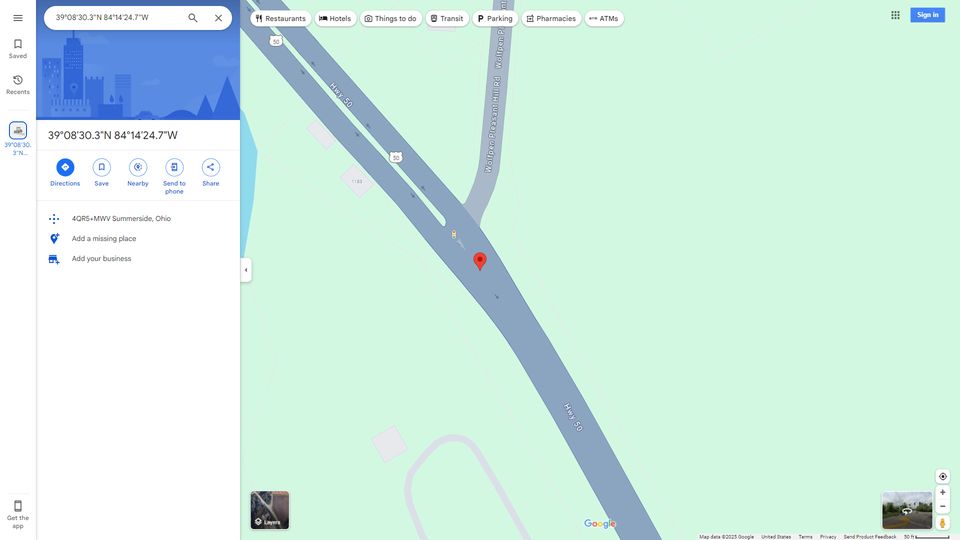 39°08'30.3"N 84°14'24.7"W
Restaurants
Hotels
Things to do
Transit
Parking
Pharmacies
ATMs
Sign in
Saved
Recents
39°08'30.
3"N...
39°08'30.3"N 84°14'24.7"W
Directions
Save
Nearby
Send to
phone
Share
4QR5+MWV Summerside, Ohio
Add a missing place
Add your business
Get the
app
50
Hwy 50
50
Wolfpen Pleasant Hill Rd
Wolfpen P
1183
Hwy 50
Layers
Google
Map data ©2025 Google
United States
Terms
Privacy
Send Product Feedback
50 ft